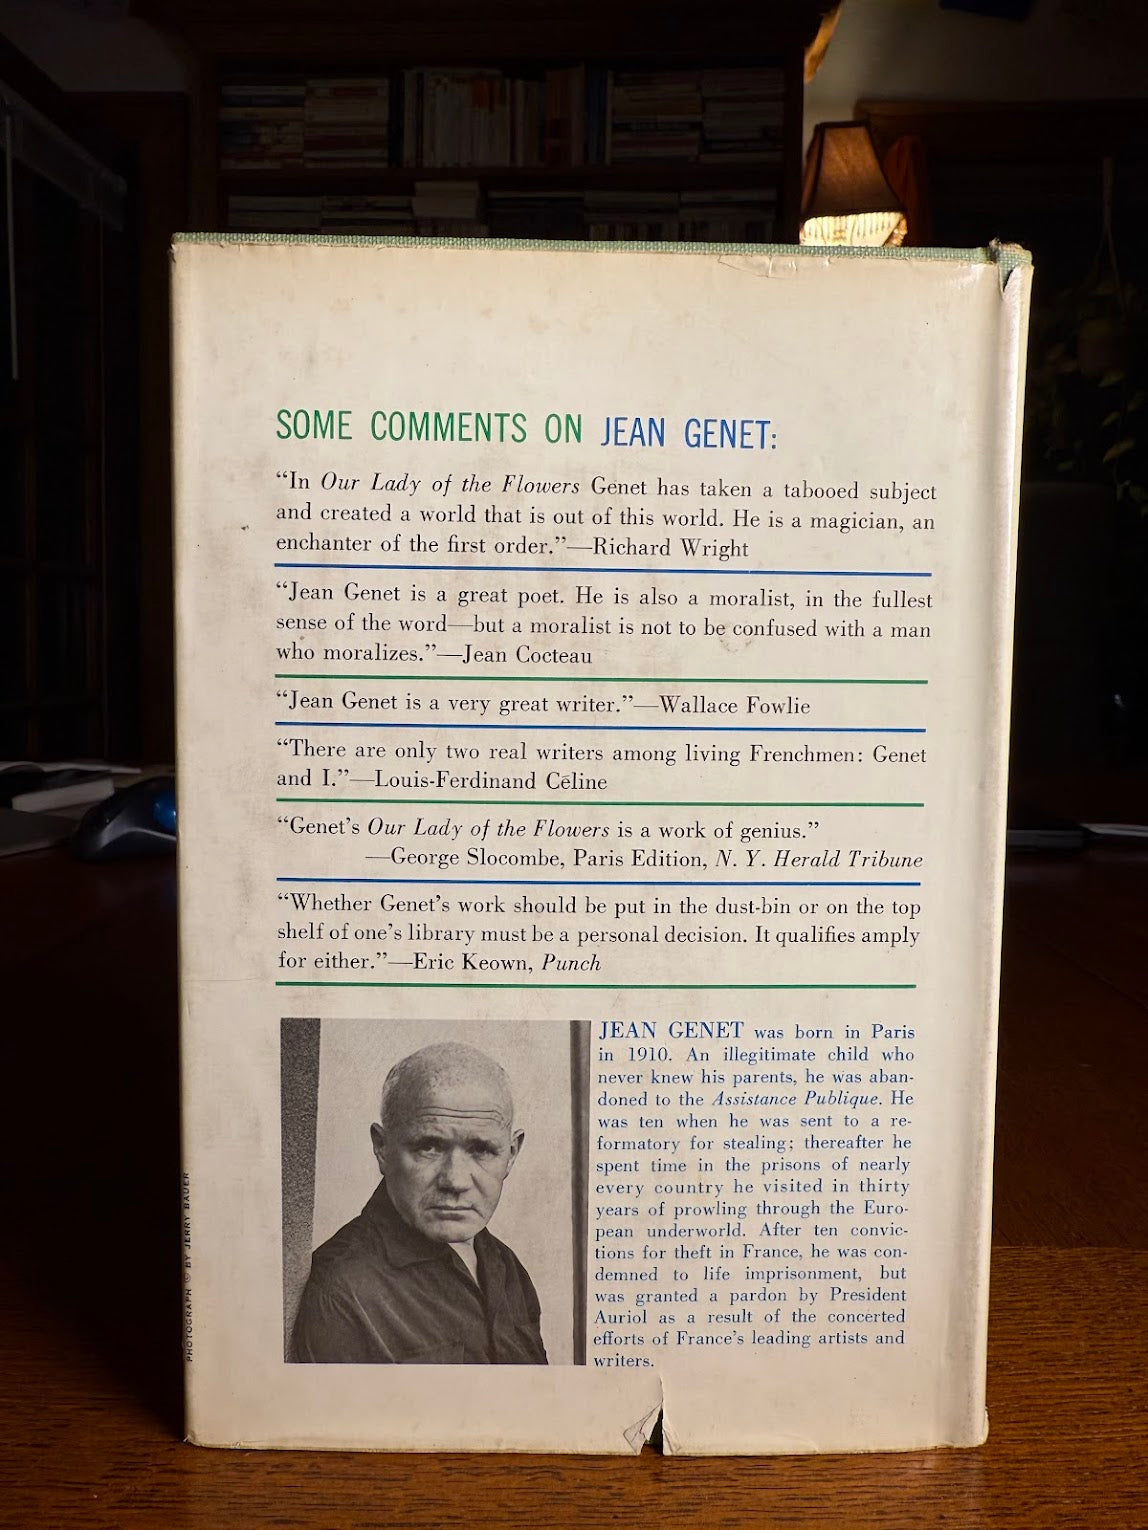 SOME COMMENTS ON JEAN GENET:
“In Our Lady of the Flowers Genet has taken a tabooed subject
and created a world that is out of this world. He is a magician, an
enchanter of the first order.”—Richard Wright
“Jean Genet is a great poet. He is also a moralist, in the fullest
sense of the word—but a moralist is not to be confused with a man
who moralizes.”—Jean Cocteau
“Jean Genet is a very great writer.”—Wallace Fowlie
“There are only two real writers among living Frenchmen: Genet
and I.”—Louis-Ferdinand Céline
“Genet’s Our Lady of the Flowers is a work of genius.”
—George Slocombe, Paris Edition, N. Y. Herald Tribune
“Whether Genet’s work should be put in the dust-bin or on the top
shelf of one’s library must be a personal decision. It qualifies amply
for either.”—Eric Keown, Punch
PHOTOGRAPH © BY JERRY BAUER
JEAN GENET was born in Paris
in 1910. An illegitimate child who
never knew his parents, he was aban-
doned to the Assistance Publique. He
was ten when he was sent to a re-
formatory for stealing; thereafter he
spent time in the prisons of nearly
every country he visited in thirty
years of prowling through the Euro-
pean underworld. After ten convic-
tions for theft in France, he was con-
demned to life imprisonment, but
was granted a pardon by President
Auriol as a result of the concerted
efforts of France’s leading artists and
writers.